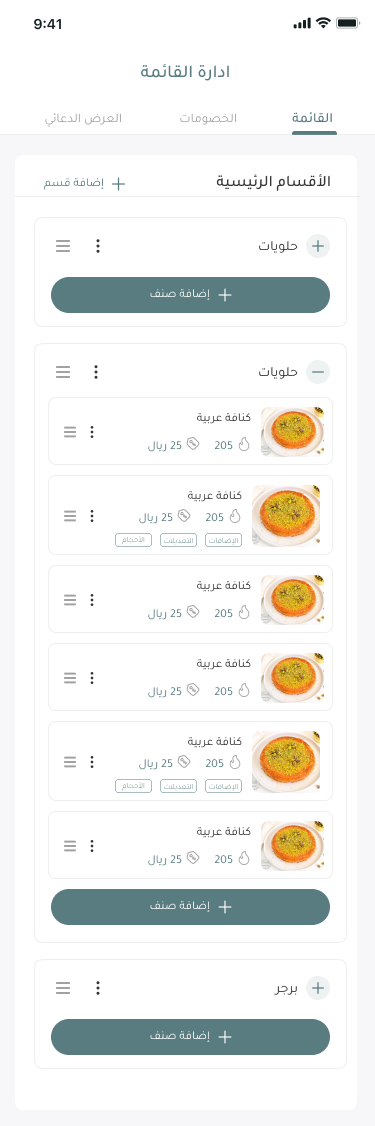 9:41
ادارة القائمة
القائمة
الخصومات
العرض الدعائي
الأقسام الرئيسية
إضافة قسم
حلويات
إضافة صنف
حلويات
كنافة عربية
205
25 ريال
كنافة عربية
205
25 ريال
الإضافات
التعديلات
الأحجام
كنافة عربية
205
25 ريال
كنافة عربية
205
25 ريال
كنافة عربية
205
25 ريال
الإضافات
التعديلات
الأحجام
كنافة عربية
205
25 ريال
إضافة صنف
برجر
إضافة صنف